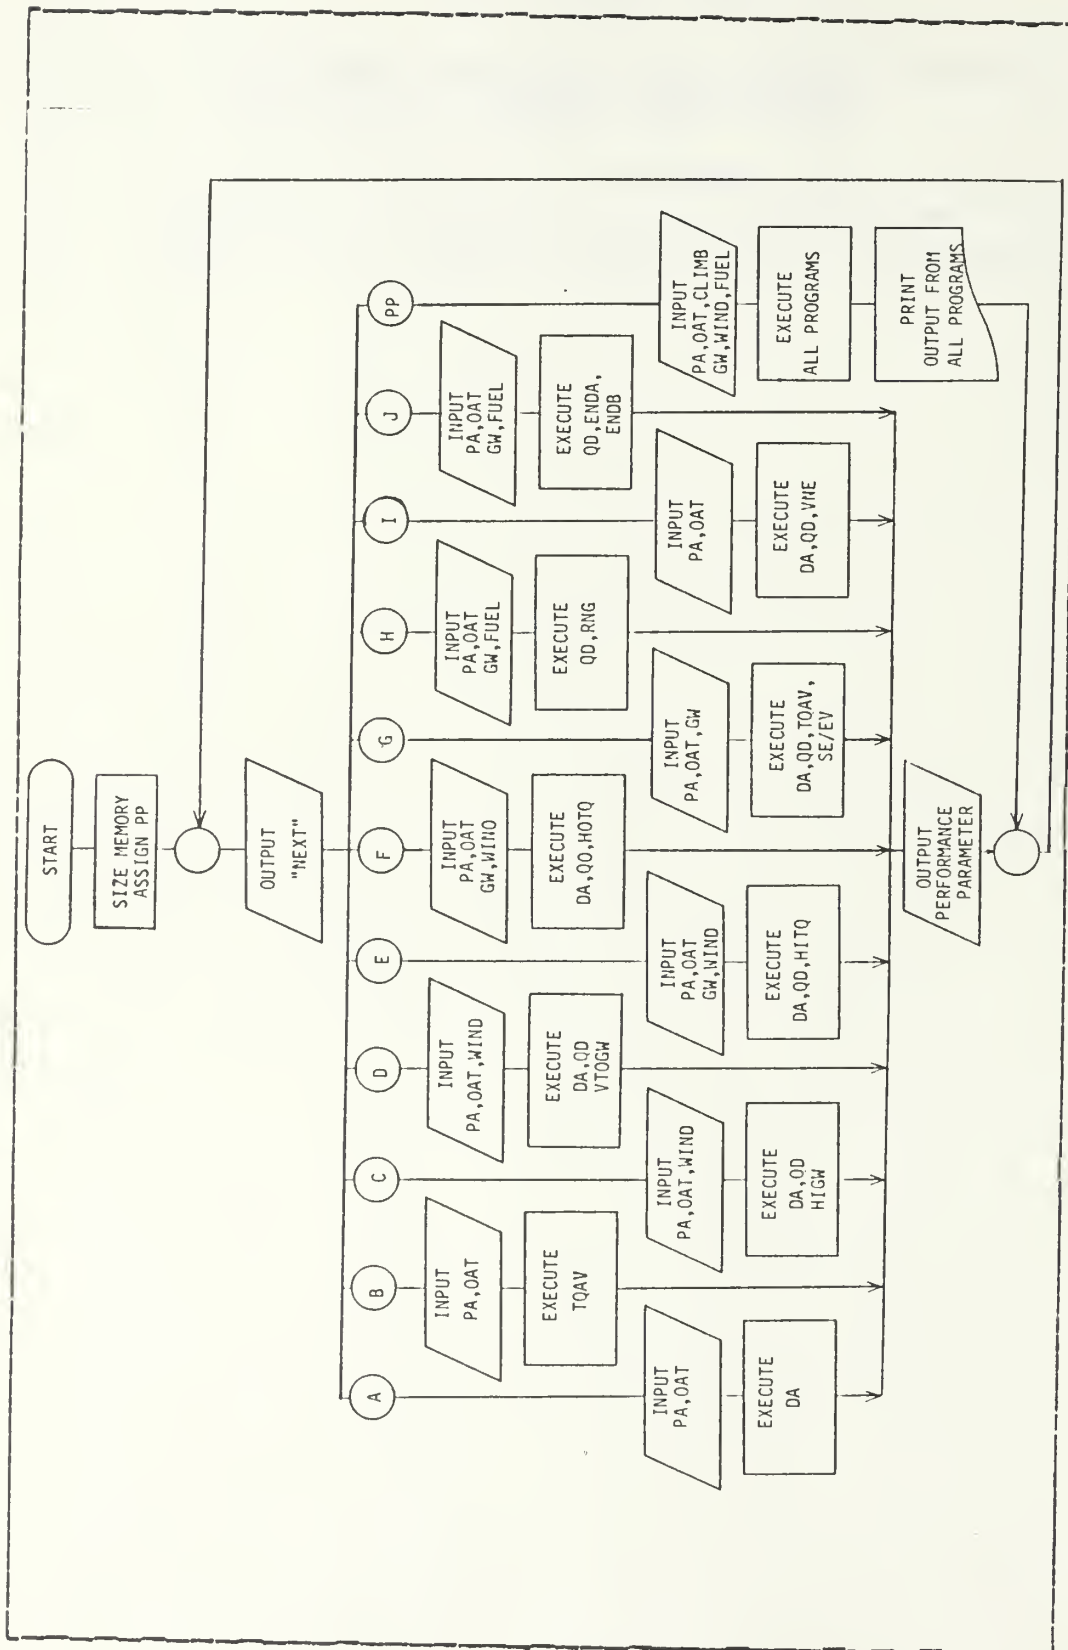 START
SIZE MEMORY
ASSIGN PP
OUTPUT
"NEXT"
A
INPUT
PA,OAT
EXECUTE
DA
B
INPUT
PA,OAT
EXECUTE
TQAV
C
INPUT
PA,OAT,WIND
EXECUTE
DA,QD
HIGW
D
INPUT
PA,OAT,WIND
EXECUTE
DA,QD
VTOGW
E
INPUT
PA,OAT
GW,WIND
EXECUTE
DA,QD,HITQ
F
INPUT
PA,OAT
GW,WINO
EXECUTE
DA,QO,HOTQ
G
INPUT
PA,OAT,GW
EXECUTE
DA,QD,TQAV,
SE/EV
H
INPUT
PA,OAT
GW,FUEL
EXECUTE
QD,RNG
I
INPUT
PA,OAT
EXECUTE
DA,QD,VNE
J
INPUT
PA,OAT
GW,FUEL
EXECUTE
QD,ENDA,
ENDB
PP
INPUT
PA,OAT,CLIMB
GW,WIND,FUEL
EXECUTE
ALL PROGRAMS
PRINT
OUTPUT FROM
ALL PROGRAMS
OUTPUT
PERFORMANCE
PARAMETER